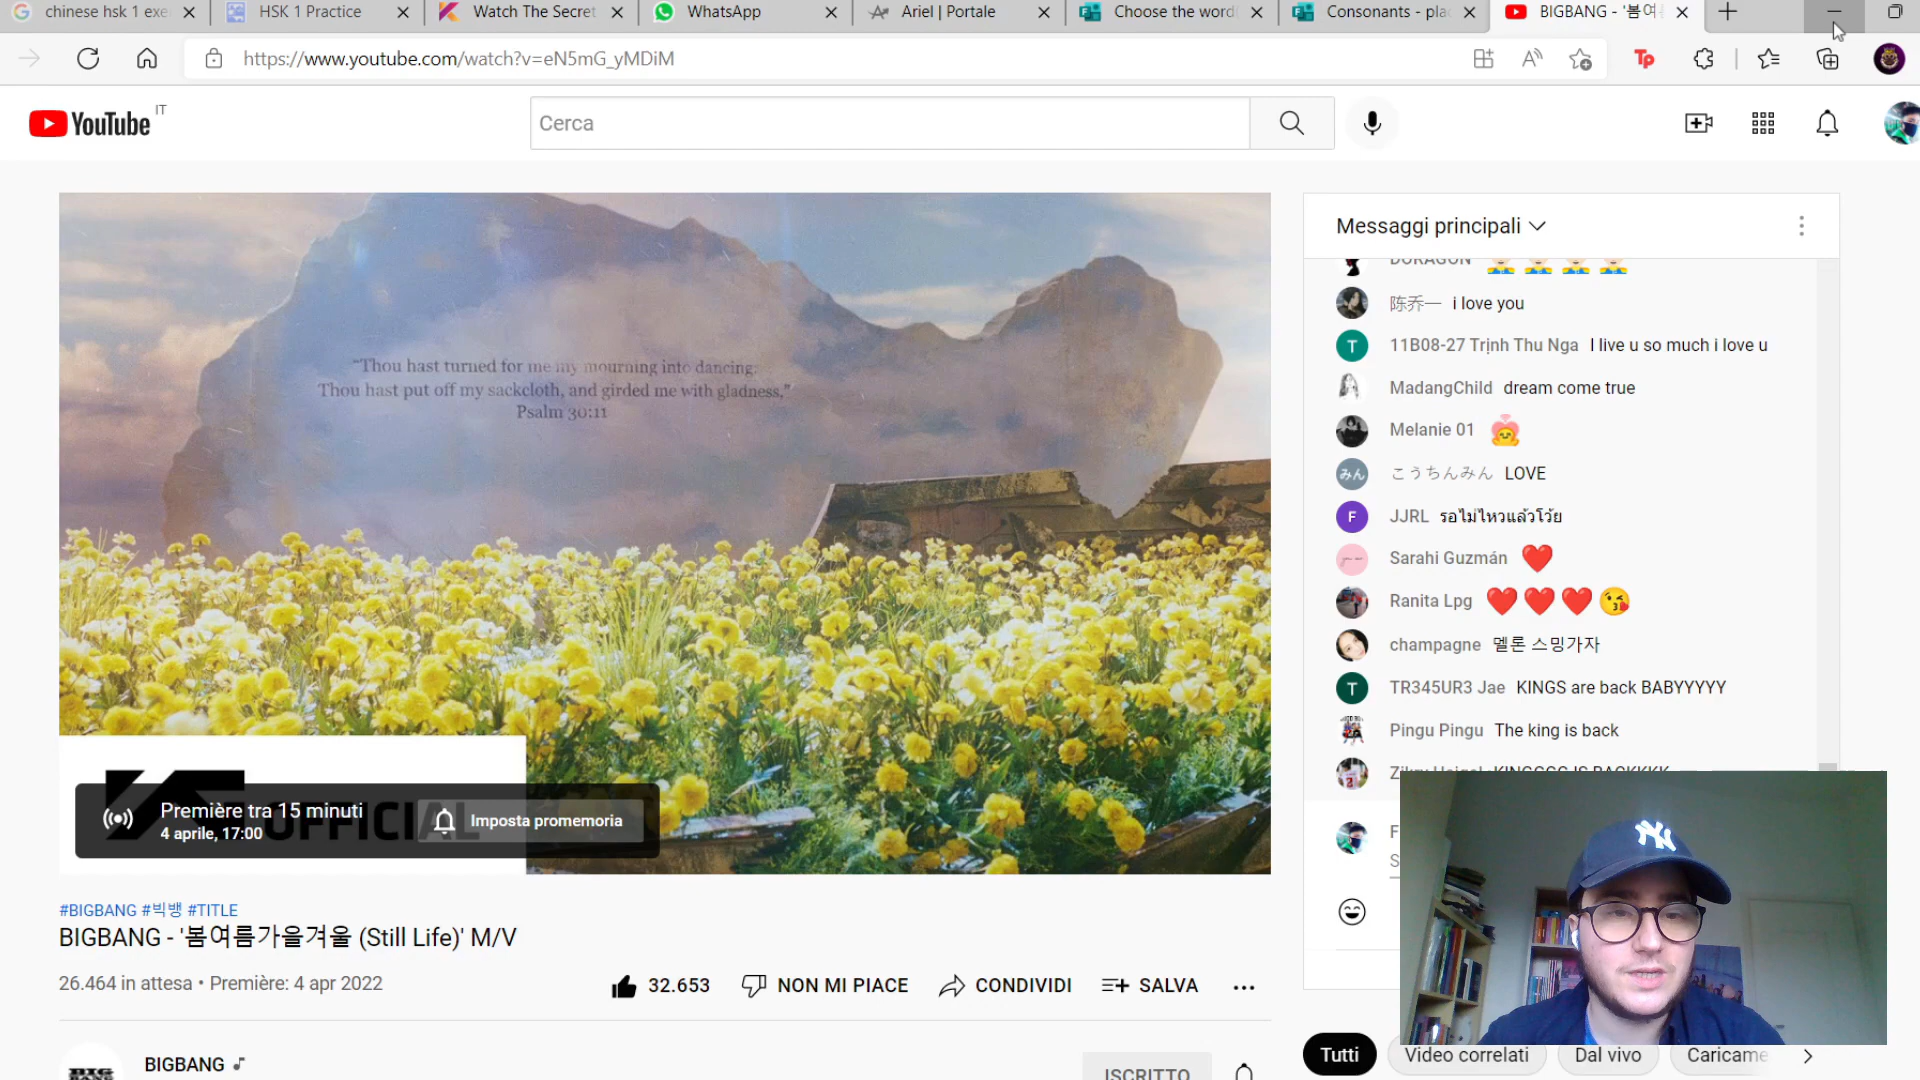 chinese hsk 1 exe
HSK 1 Practice
Watch The Secret
WhatsApp
Ariel | Portale
Choose the word
Consonants - pla
BIGBANG - '봄여
https://www.youtube.com/watch?v=eN5mG_yMDiM
Tp
YouTube IT
Cerca
"Thou hast turned for me my mourning into dancing:
Thou hast put off my sackcloth, and girded me with gladness,"
Psalm 30:11
OFFICIAL
Première tra 15 minuti
4 aprile, 17:00
Imposta promemoria
#BIGBANG #빅뱅 #TITLE
BIGBANG - '봄여름가을겨울 (Still Life)' M/V
26.464 in attesa • Première: 4 apr 2022
32.653
NON MI PIACE
CONDIVIDI
SALVA
BIGBANG
ISCRITTO
Messaggi principali
DORAGON
陈乔一 i love you
T 11B08-27 Trịnh Thu Nga I live u so much i love u
MadangChild dream come true
Melanie 01
みん こうちんみん LOVE
F JJRL รอไม่ไหวแล้วโว้ย
Sarahi Guzmán
Ranita Lpg
champagne 멜론 스밍가자
T TR345UR3 Jae KINGS are back BABYYYYY
Pingu Pingu The king is back
F
S
NY
Tutti
Video correlati
Dal vivo
Caricame